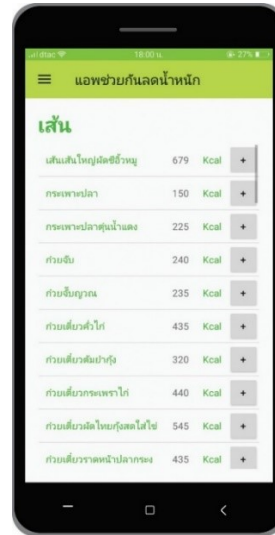 dtac 18:00 น. 27%
แอพช่วยกันลดน้ำหนัก
เส้น
เส้นเส้นใหญ่ผัดซีอิ้วหมู 679 Kcal +
กระเพาะปลา 150 Kcal +
กระเพาะปลาตุ่นน้ำแดง 225 Kcal +
ก๋วยจั๊บ 240 Kcal +
ก๋วยจั๊บญวณ 235 Kcal +
ก๋วยเตี๋ยวคั่วไก่ 435 Kcal +
ก๋วยเตี๋ยวต้มยำกุ้ง 320 Kcal +
ก๋วยเตี๋ยวกระเพราไก่ 440 Kcal +
ก๋วยเตี๋ยวผัดไทยกุ้งสดใส่ไข่ 545 Kcal +
ก๋วยเตี๋ยวราดหน้าปลากระง 435 Kcal +